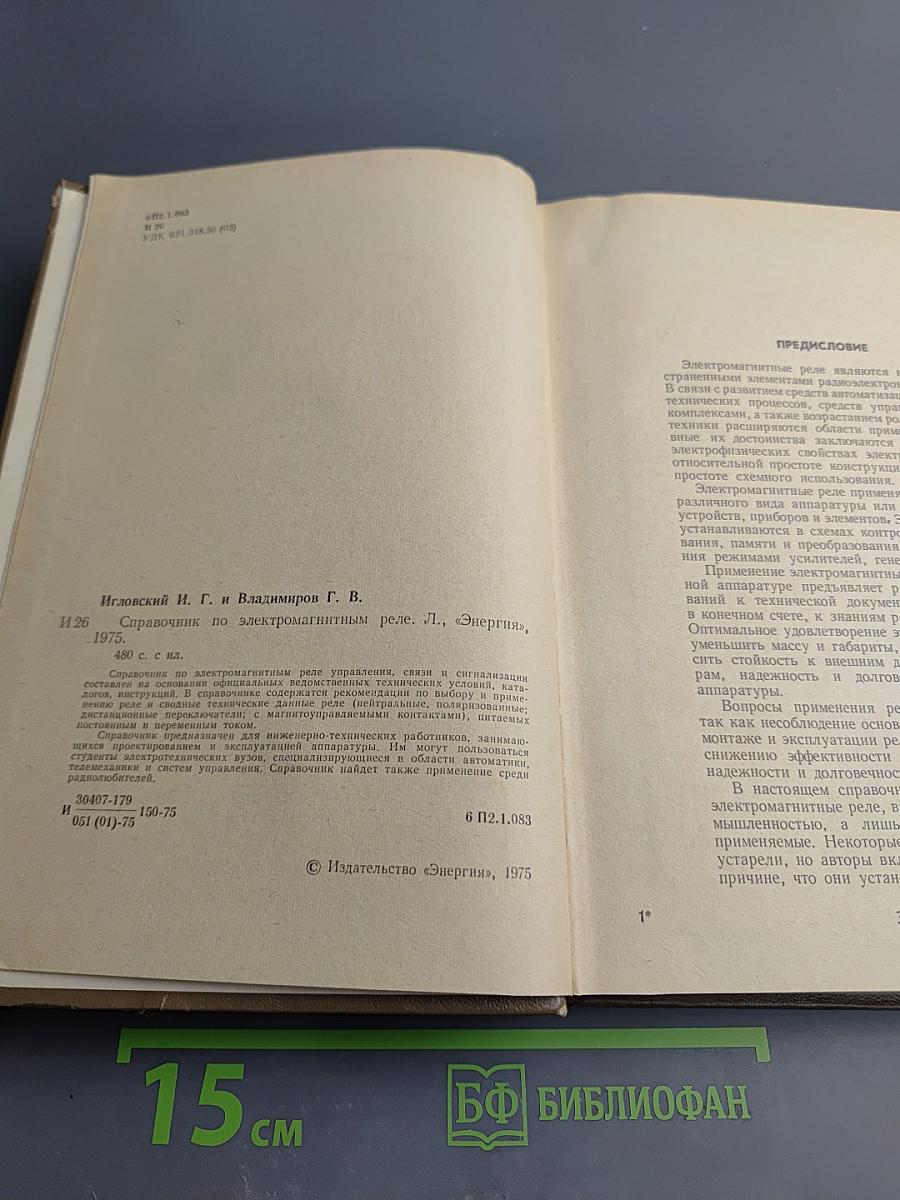 6П2.1.083
И 26
УДК 621.318.56 (03)
Игловский И. Г. и Владимиров Г. В.
И 26 Справочник по электромагнитным реле. Л., «Энергия»,
1975.
480 с. с ил.
Справочник по электромагнитным реле управления, связи и сигнализации
составлен на основании официальных ведомственных технических условий, ката-
логов, инструкций. В справочнике содержатся рекомендации по выбору и приме-
нению реле и сводные технические данные реле (нейтральные, поляризованные;
дистанционные переключатели; с магнитоуправляемыми контактами), питаемых
постоянным и переменным током.
Справочник предназначен для инженерно-технических работников, занимаю-
щихся проектированием и эксплуатацией аппаратуры. Им могут пользоваться
студенты электротехнических вузов, специализирующиеся в области автоматики,
телемеханики и систем управления. Справочник найдет также применение среди
радиолюбителей.
И 30407-179 150-75
051 (01)-75
6 П2.1.083
© Издательство «Энергия», 1975
ПРЕДИСЛОВИЕ
Электромагнитные реле являются
страненными элементами радиоэлектрон
В связи с развитием средств автоматизац
технических процессов, средств управ
комплексами, а также возрастанием ро
техники расширяются области прим
вные их достоинства заключаются
электрофизических свойствах элект
относительной простоте конструкци
простоте схемного использования.
Электромагнитные реле применя
различного вида аппаратуры или
устройств, приборов и элементов. Э
устанавливаются в схемах контро
вания, памяти и преобразования
ния режимами усилителей, гене
Применение электромагнитны
ной аппаратуре предъявляет р
ваний к технической докумен
в конечном счете, к знаниям р
Оптимальное удовлетворение э
уменьшить массу и габариты,
сить стойкость к внешним д
рам, надежность и долгов
аппаратуры.
Вопросы применения ре
так как несоблюдение основ
монтаже и эксплуатации ре
снижению эффективности
надежности и долговечнос
В настоящем справочн
электромагнитные реле, в
мышленностью, а лишь
применяемые. Некоторые
устарели, но авторы вкл
причине, что они устан
1*
15 см
БФ БИБЛИОФАН